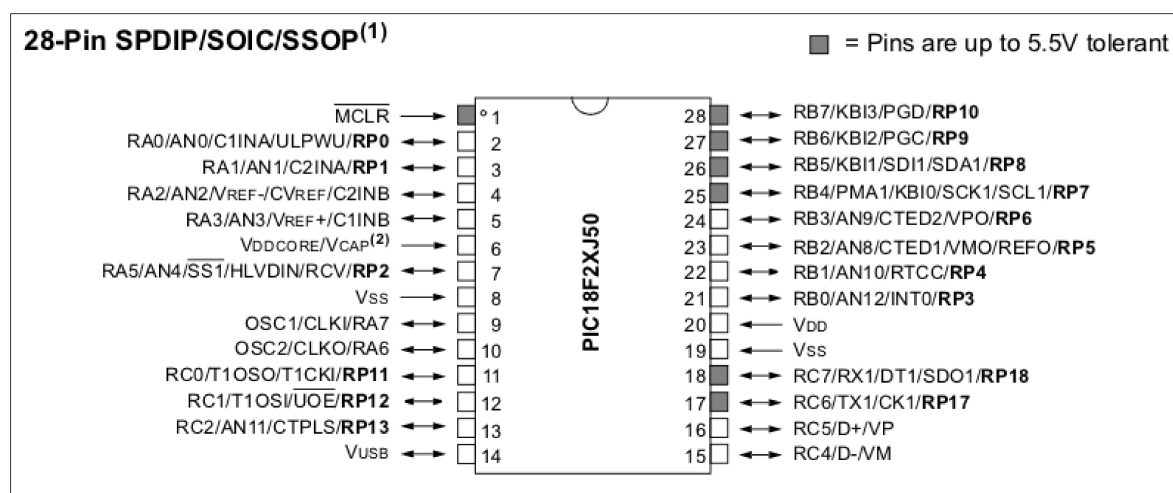 28-Pin SPDIP/SOIC/SSOP(1)
= Pins are up to 5.5V tolerant
MCLR 1
RA0/AN0/C1INA/ULPWU/RP0 2
RA1/AN1/C2INA/RP1 3
RA2/AN2/VREF-/CVREF/C2INB 4
RA3/AN3/VREF+/C1INB 5
VDDCORE/VCAP(2) 6
RA5/AN4/SS1/HLVDIN/RCV/RP2 7
VSS 8
OSC1/CLKI/RA7 9
OSC2/CLKO/RA6 10
RC0/T1OSO/T1CKI/RP11 11
RC1/T1OSI/UOE/RP12 12
RC2/AN11/CTPLS/RP13 13
VUSB 14
PIC18F2XJ50
28 RB7/KBI3/PGD/RP10
27 RB6/KBI2/PGC/RP9
26 RB5/KBI1/SDI1/SDA1/RP8
25 RB4/PMA1/KBI0/SCK1/SCL1/RP7
24 RB3/AN9/CTED2/VPO/RP6
23 RB2/AN8/CTED1/VMO/REFO/RP5
22 RB1/AN10/RTCC/RP4
21 RB0/AN12/INT0/RP3
20 VDD
19 VSS
18 RC7/RX1/DT1/SDO1/RP18
17 RC6/TX1/CK1/RP17
16 RC5/D+/VP
15 RC4/D-/VM